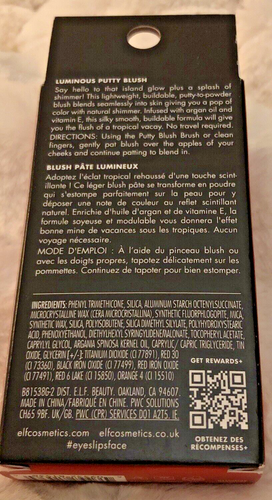 LUMINOUS PUTTY BLUSH
Say hello to that island glow plus a splash of
shimmer! This lightweight, buildable, putty-to-powder
blush blends seamlessly into skin giving you a pop of
color with natural shimmer. Infused with argan oil and
vitamin E, this silky smooth, buildable formula will give
you the flush of a tropical vacay. No travel required.
DIRECTIONS: Using the Putty Blush Brush or clean
fingers, gently pat blush over the apples of your
cheeks and continue patting to blend in.
BLUSH PÂTE LUMINEUX
Adoptez l'éclat tropical rehaussé d'une touche scintillante
! Ce léger blush pâte se transforme en poudre
qui s'estompe parfaitement sur la peau pour y
déposer une note de couleur au reflet scintillant
naturel. Enrichie d'huile d'argan et de vitamine E, la
formule soyeuse et modulable vous donnera l'effet
bonne mine de vacances sous les tropiques. Aucun
voyage nécessaire.
MODE D'EMPLOI : À l'aide du pinceau blush ou
avec les doigts propres, tapotez délicatement sur les
pommettes. Continuez de tapoter pour bien estomper.
INGREDIENTS: PHENYL TRIMETHICONE, SILICA, ALUMINUM STARCH OCTENYLSUCCINATE,
MICROCRYSTALLINE WAX (CERA MICROCRISTALLINA), SYNTHETIC FLUORPHLOGOPITE, MICA,
SYNTHETIC WAX, SILICA DIMETHYL SILYLATE, POLYHYDROXYSTEARIC
ACID, PHENOXYETHANOL, DIETHYLHEXYL SYRINGYLIDENEMALONATE, TOCOPHERYL ACETATE,
CAPRYLYL GLYCOL, ARGANIA SPINOSA KERNEL OIL, CAPRYLIC / CAPRIC TRIGLYCERIDE, TIN
OXIDE, GLYCERIN [+/-]: TITANIUM DIOXIDE (CI 77891), RED 30
(CI 73360), BLACK IRON OXIDE (CI 77499), RED IRON OXIDE
(CI 77491), RED 6 LAKE (CI 15850), ORANGE 4 (CI 15510)
BB1538G-2 DIST. E.L.F. BEAUTY. OAKLAND, CA 94607.
MADE IN CHINA/FABRIQUÉ EN CHINE. PWC SOLUTIONS
CH65 9BF. UK/GB. PWC (CPR) SERVICES D01 A2T5. IE.
elfcosmetics.com
elfcosmetics.co.uk
#eyeslipsface
GET REWARDS+
OBTENEZ DES
RÉCOMPENSES+